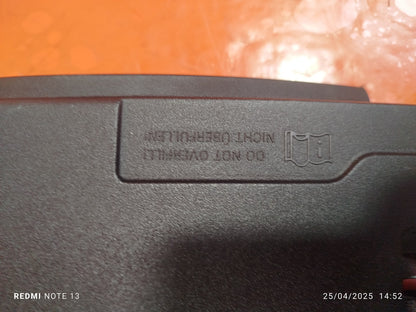 DO NOT OVERFILL!
NICHT ÜBERFÜLLEN!
REDMI NOTE 13
25/04/2025 14:52